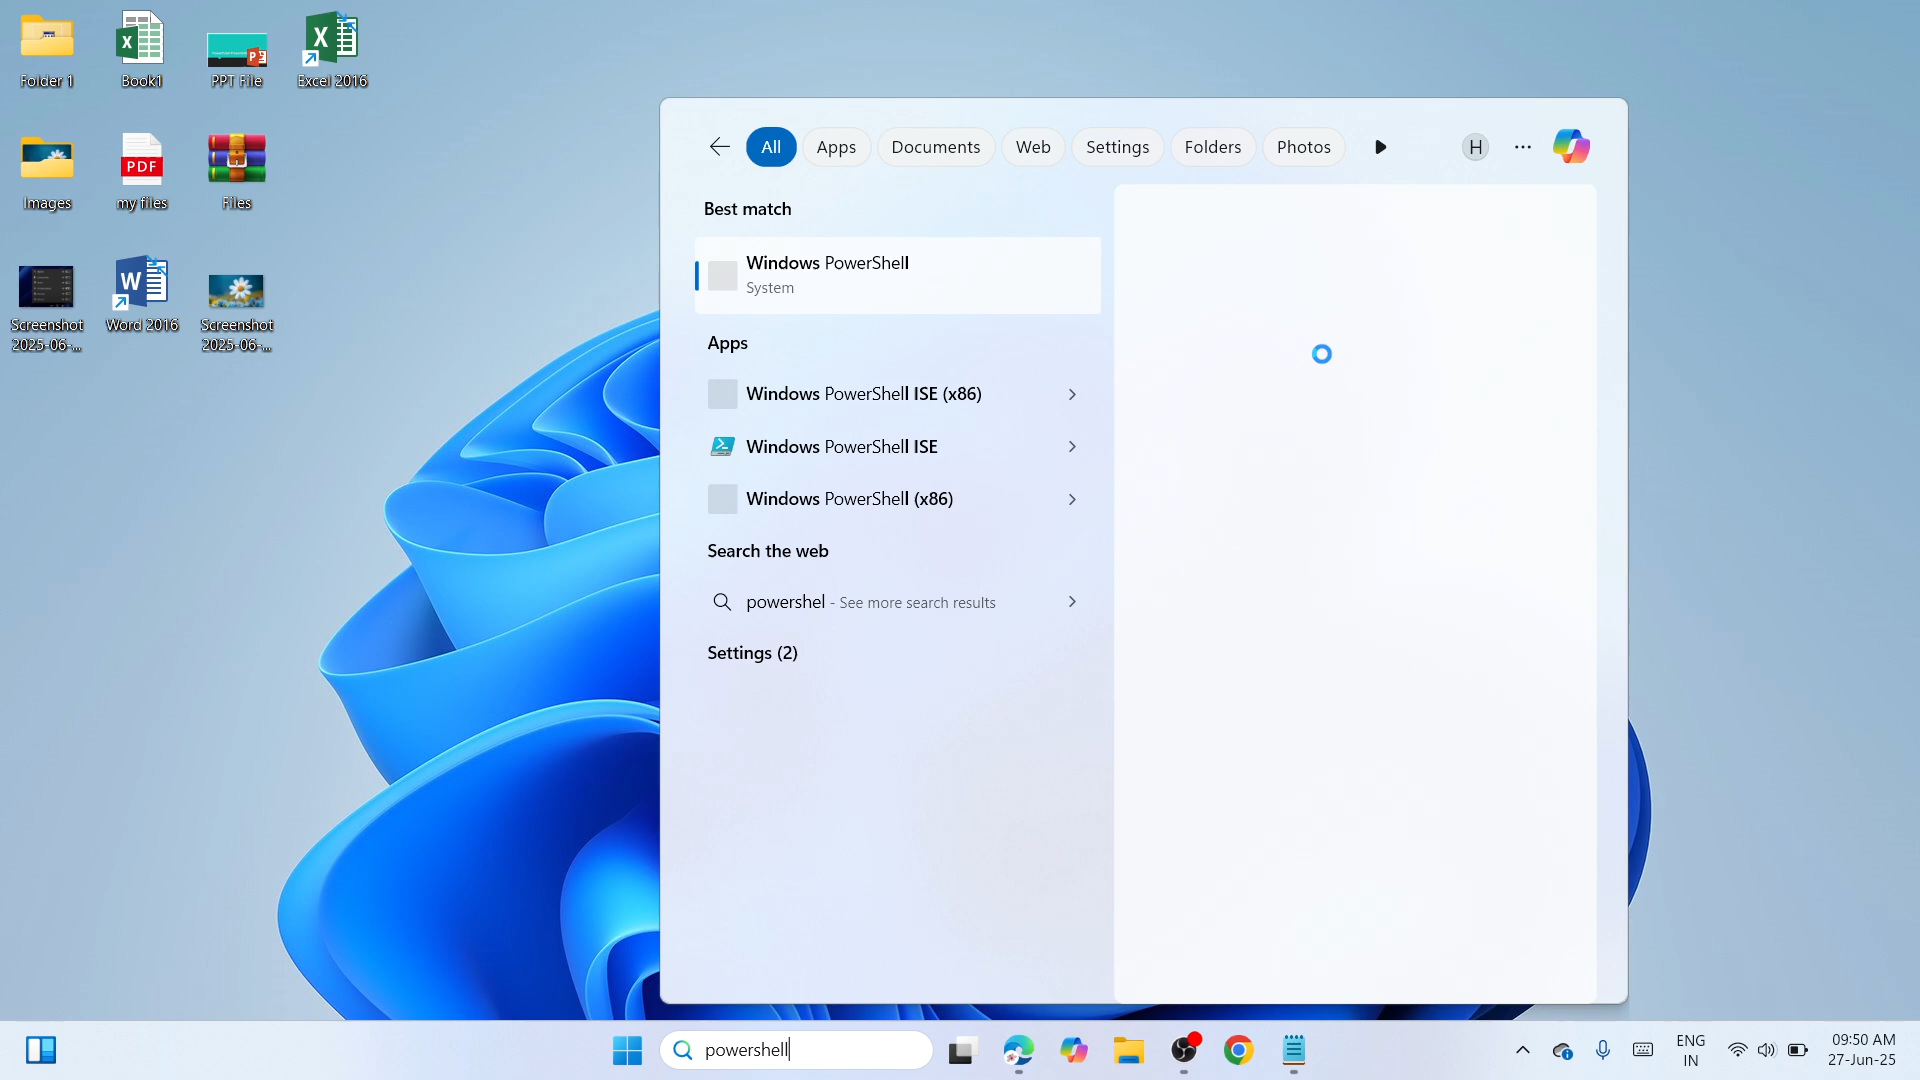 Folder 1
Book1
PPT File
Excel 2016
Images
PDF
my files
Files
Screenshot
2025-06-...
Word 2016
Screenshot
2025-06-...
All
Apps
Documents
Web
Settings
Folders
Photos
H
Best match
Windows PowerShell
System
Apps
Windows PowerShell ISE (x86)
Windows PowerShell ISE
Windows PowerShell (x86)
Search the web
powershel - See more search results
Settings (2)
powershell
ENG
IN
09:50 AM
27-Jun-25